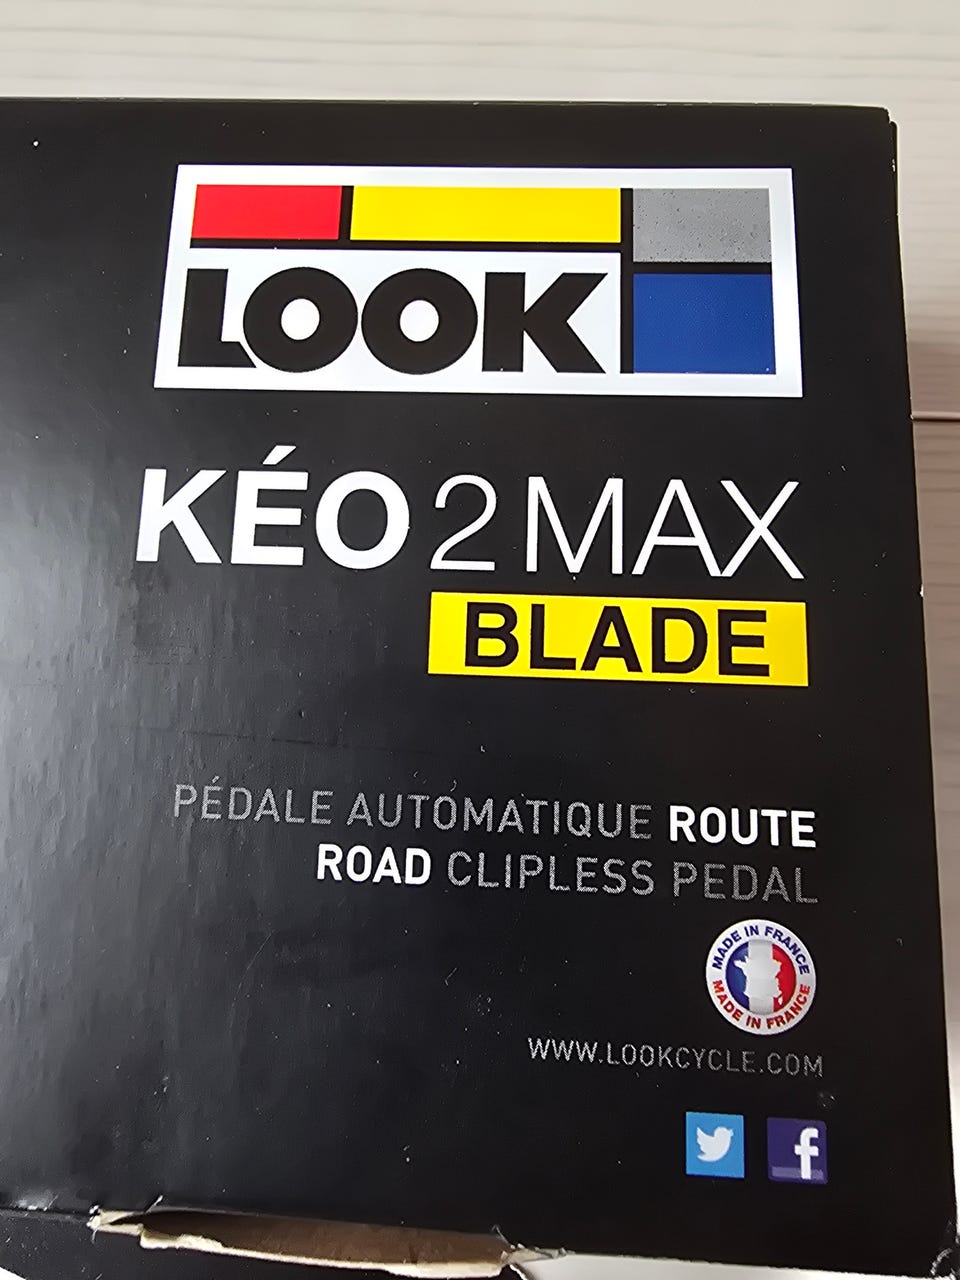 LOOK
KÉO 2 MAX
BLADE
PÉDALE AUTOMATIQUE ROUTE
ROAD CLIPLESS PEDAL
MADE IN FRANCE
MADE IN FRANCE
WWW.LOOKCYCLE.COM
f